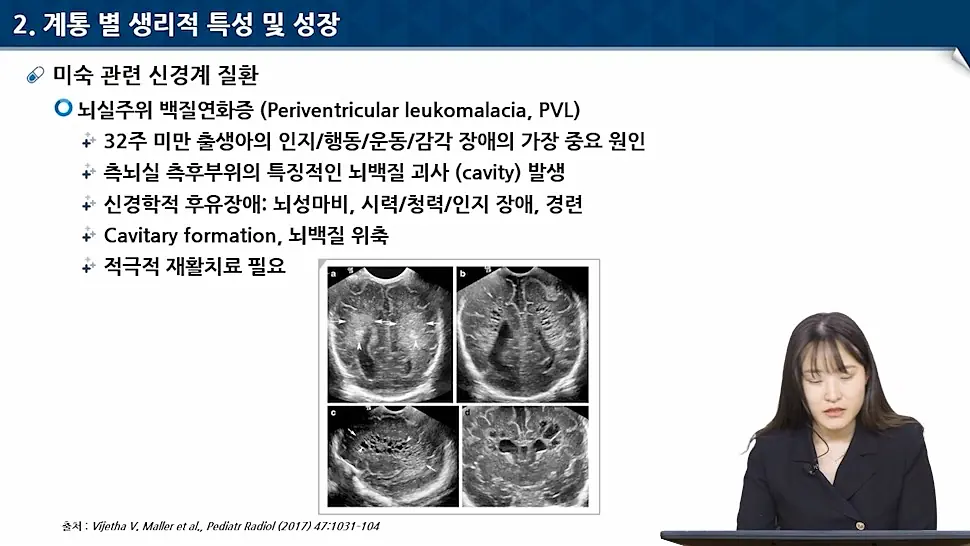 2. 계통 별 생리적 특성 및 성장
미숙 관련 신경계 질환
뇌실주위 백질연화증 (Periventricular leukomalacia, PVL)
32주 미만 출생아의 인지/행동/운동/감각 장애의 가장 중요 원인
측뇌실 측후부위의 특징적인 뇌백질 괴사 (cavity) 발생
신경학적 후유장애: 뇌성마비, 시력/청력/인지 장애, 경련
Cavitary formation, 뇌백질 위축
적극적 재활치료 필요
a
b
c
d
출처 : Vijetha V. Maller et al., Pediatr Radiol (2017) 47:1031-104